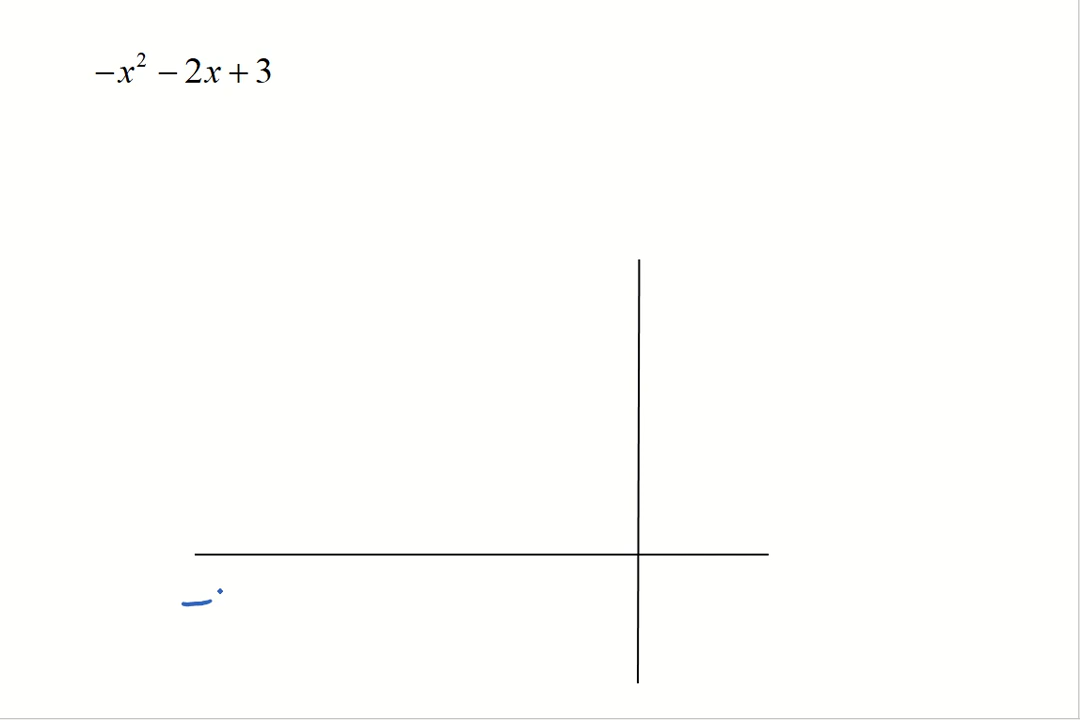 −x² − 2x + 3
−